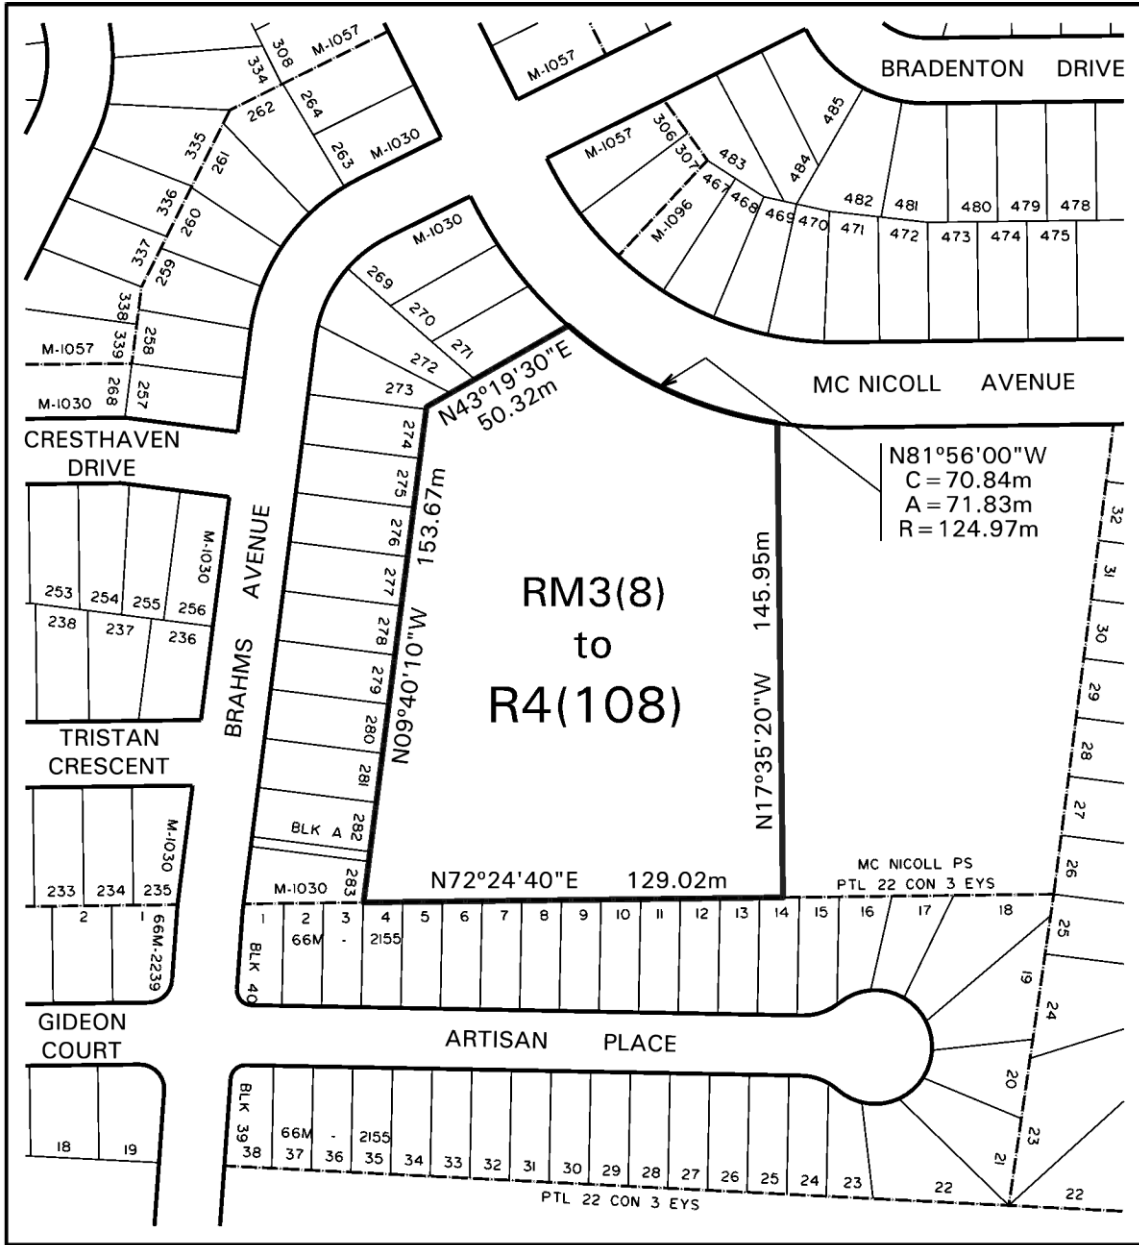 308
M-1057
334
262
264
263
M-1030
335
261
336
260
337
259
338
258
339
M-1057
268
257
M-1030
M-1057
BRADENTON DRIVE
M-1057
306
307
483
484
485
467
468
469
470
M-1096
482
481
480
479
478
471
472
473
474
475
M-1030
269
270
271
272
273
274
275
276
277
278
279
280
281
282
283
BLK A
M-1030
MC NICOLL AVENUE
N43°19'30"E
50.32m
N81°56'00"W
C=70.84m
A=71.83m
R=124.97m
CRESTHAVEN
DRIVE
BRAHMS AVENUE
N09°40'10"W 153.67m
RM3(8)
to
R4(108)
N17°35'20"W 145.95m
N72°24'40"E 129.02m
M-1030
253
254
255
256
238
237
236
TRISTAN
CRESCENT
M-1030
233
234
235
2
1
66M-2239
32
31
30
29
28
27
26
25
24
23
MC NICOLL PS
PTL 22 CON 3 EYS
1 2 3 4 5 6 7 8 9 10 11 12 13 14 15 16 17 18
66M - 2155
BLK 40
19
20
21
GIDEON
COURT
ARTISAN PLACE
18
19
BLK 39
66M - 2155
38 37 36 35 34 33 32 31 30 29 28 27 26 25 24 23 22 22
PTL 22 CON 3 EYS